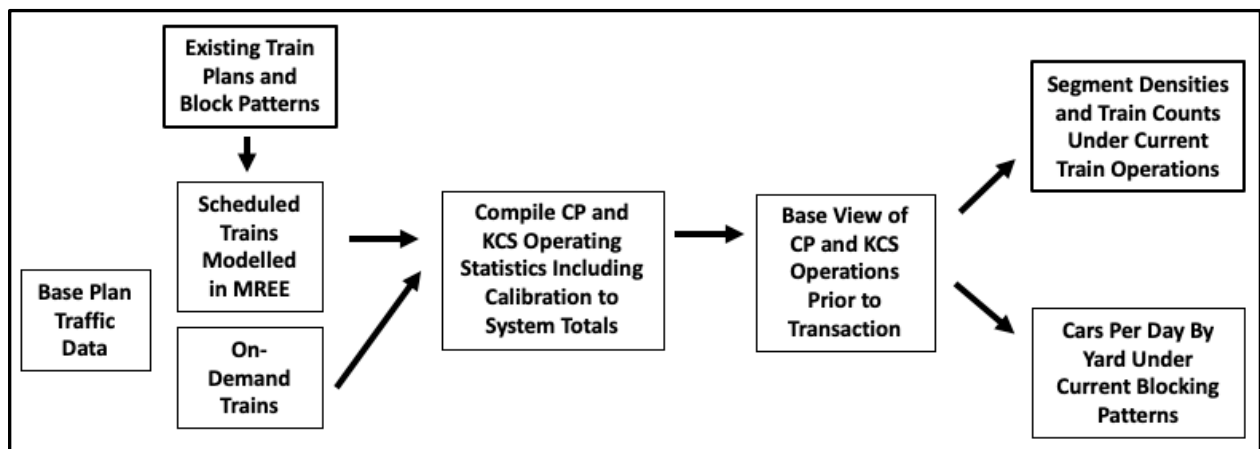 Existing Train
Plans and
Block Patterns
Scheduled
Trains
Modelled
in MREE
Base Plan
Traffic
Data
On-
Demand
Trains
Compile CP and
KCS Operating
Statistics Including
Calibration to
System Totals
Base View of
CP and KCS
Operations
Prior to
Transaction
Segment Densities
and Train Counts
Under Current
Train Operations
Cars Per Day By
Yard Under
Current Blocking
Patterns